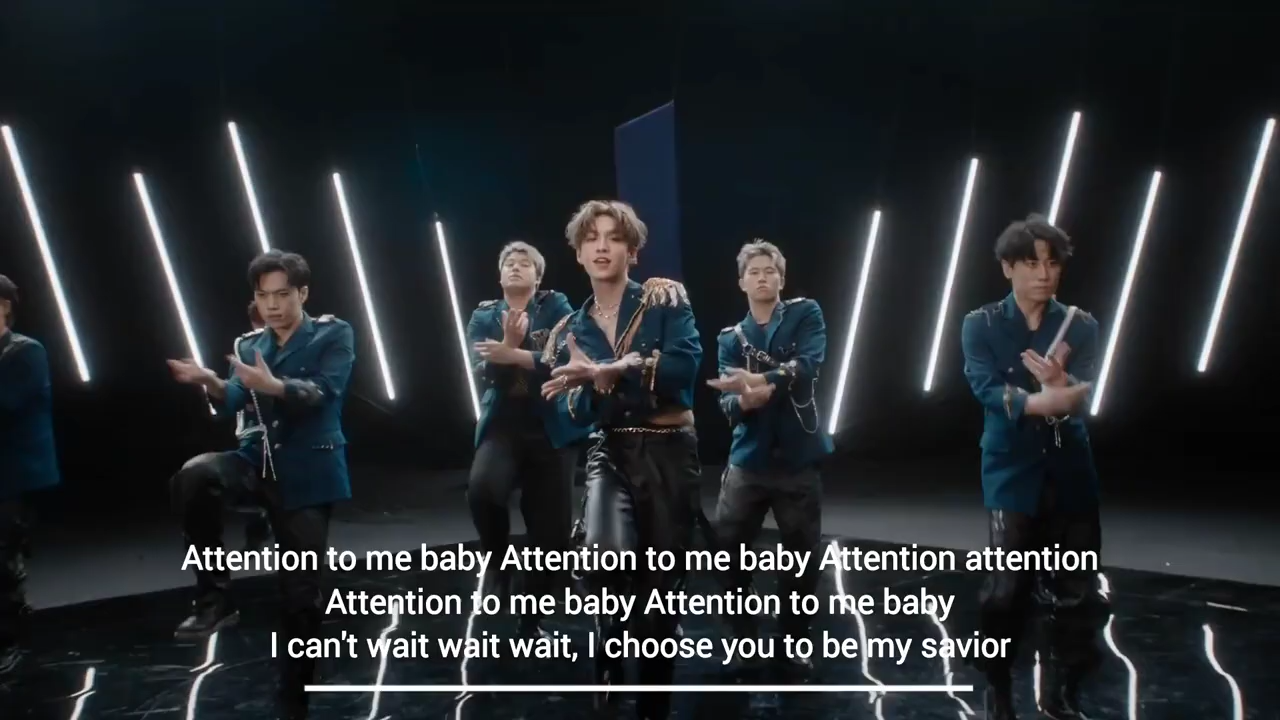 Attention to me baby Attention to me baby Attention attention
Attention to me baby Attention to me baby
I can't wait wait wait, I choose you to be my savior